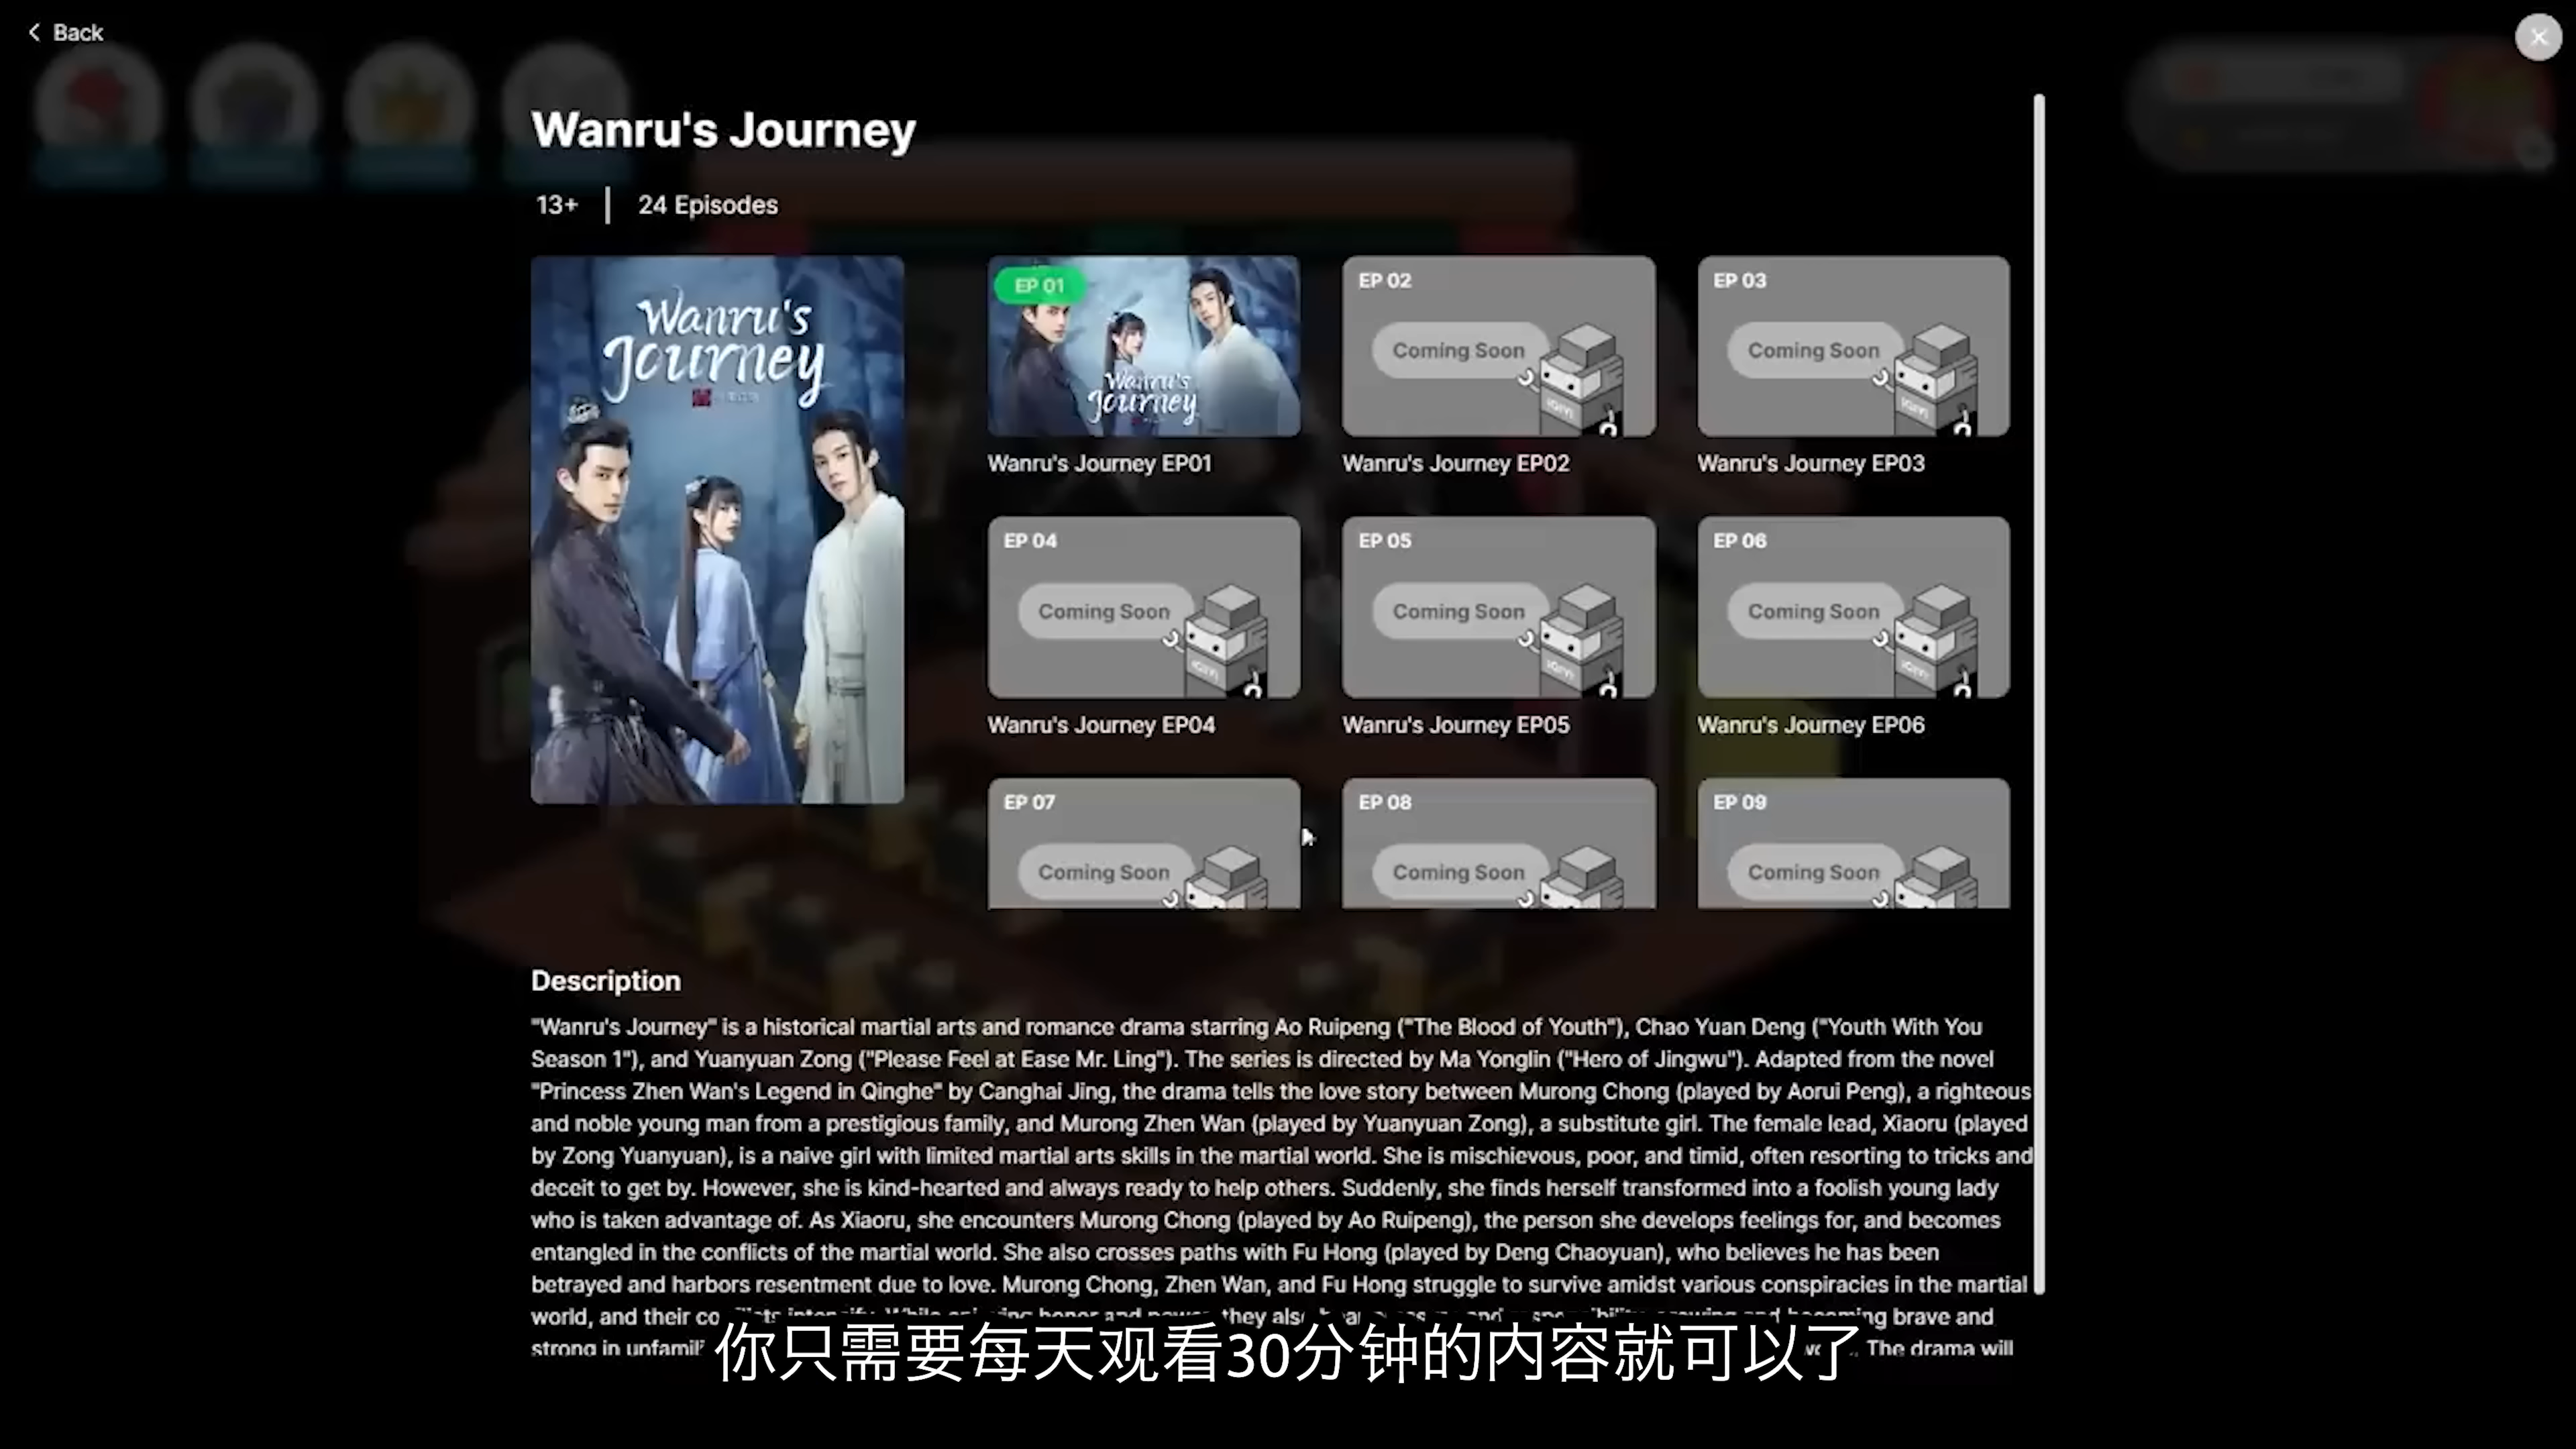 Back
Wanru's Journey
13+ | 24 Episodes
Wanru's
Journey
EP 01
Wanru's
Journey
Wanru's Journey EP01
EP 02
Coming Soon
iQIYI
Wanru's Journey EP02
EP 03
Coming Soon
iQIYI
Wanru's Journey EP03
EP 04
Coming Soon
iQIYI
Wanru's Journey EP04
EP 05
Coming Soon
iQIYI
Wanru's Journey EP05
EP 06
Coming Soon
iQIYI
Wanru's Journey EP06
EP 07
Coming Soon
EP 08
Coming Soon
EP 09
Coming Soon
Description
"Wanru's Journey" is a historical martial arts and romance drama starring Ao Ruipeng ("The Blood of Youth"), Chao Yuan Deng ("Youth With You
Season 1"), and Yuanyuan Zong ("Please Feel at Ease Mr. Ling"). The series is directed by Ma Yonglin ("Hero of Jingwu"). Adapted from the novel
"Princess Zhen Wan's Legend in Qinghe" by Canghai Jing, the drama tells the love story between Murong Chong (played by Aorui Peng), a righteous
and noble young man from a prestigious family, and Murong Zhen Wan (played by Yuanyuan Zong), a substitute girl. The female lead, Xiaoru (played
by Zong Yuanyuan), is a naive girl with limited martial arts skills in the martial world. She is mischievous, poor, and timid, often resorting to tricks and
deceit to get by. However, she is kind-hearted and always ready to help others. Suddenly, she finds herself transformed into a foolish young lady
who is taken advantage of. As Xiaoru, she encounters Murong Chong (played by Ao Ruipeng), the person she develops feelings for, and becomes
entangled in the conflicts of the martial world. She also crosses paths with Fu Hong (played by Deng Chaoyuan), who believes he has been
betrayed and harbors resentment due to love. Murong Chong, Zhen Wan, and Fu Hong struggle to survive amidst various conspiracies in the martial
world, and their they also brave and
strong in The drama will
你只需要每天观看30分钟的内容就可以了